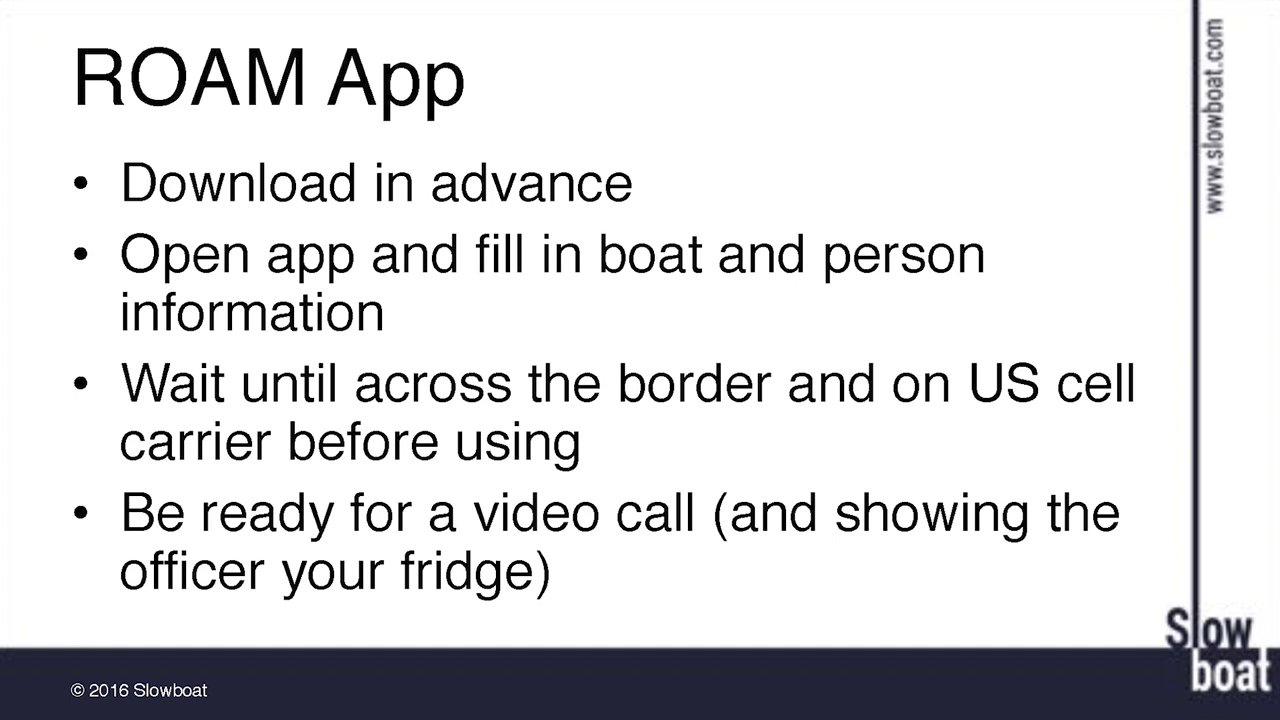 ROAM App
• Download in advance
• Open app and fill in boat and person
information
• Wait until across the border and on US cell
carrier before using
• Be ready for a video call (and showing the
officer your fridge)
www.slowboat.com
Slow
boat
© 2016 Slowboat